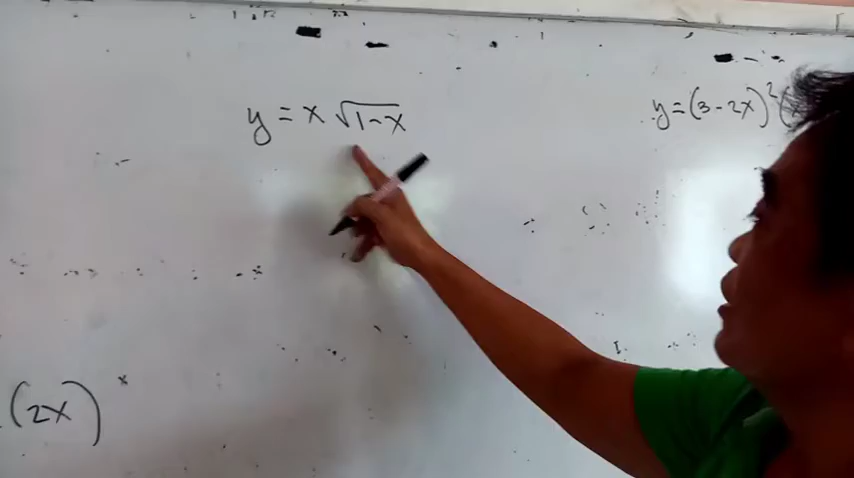 y = x √1-x
y = (3 - 2x)²(
(2x)ˣ